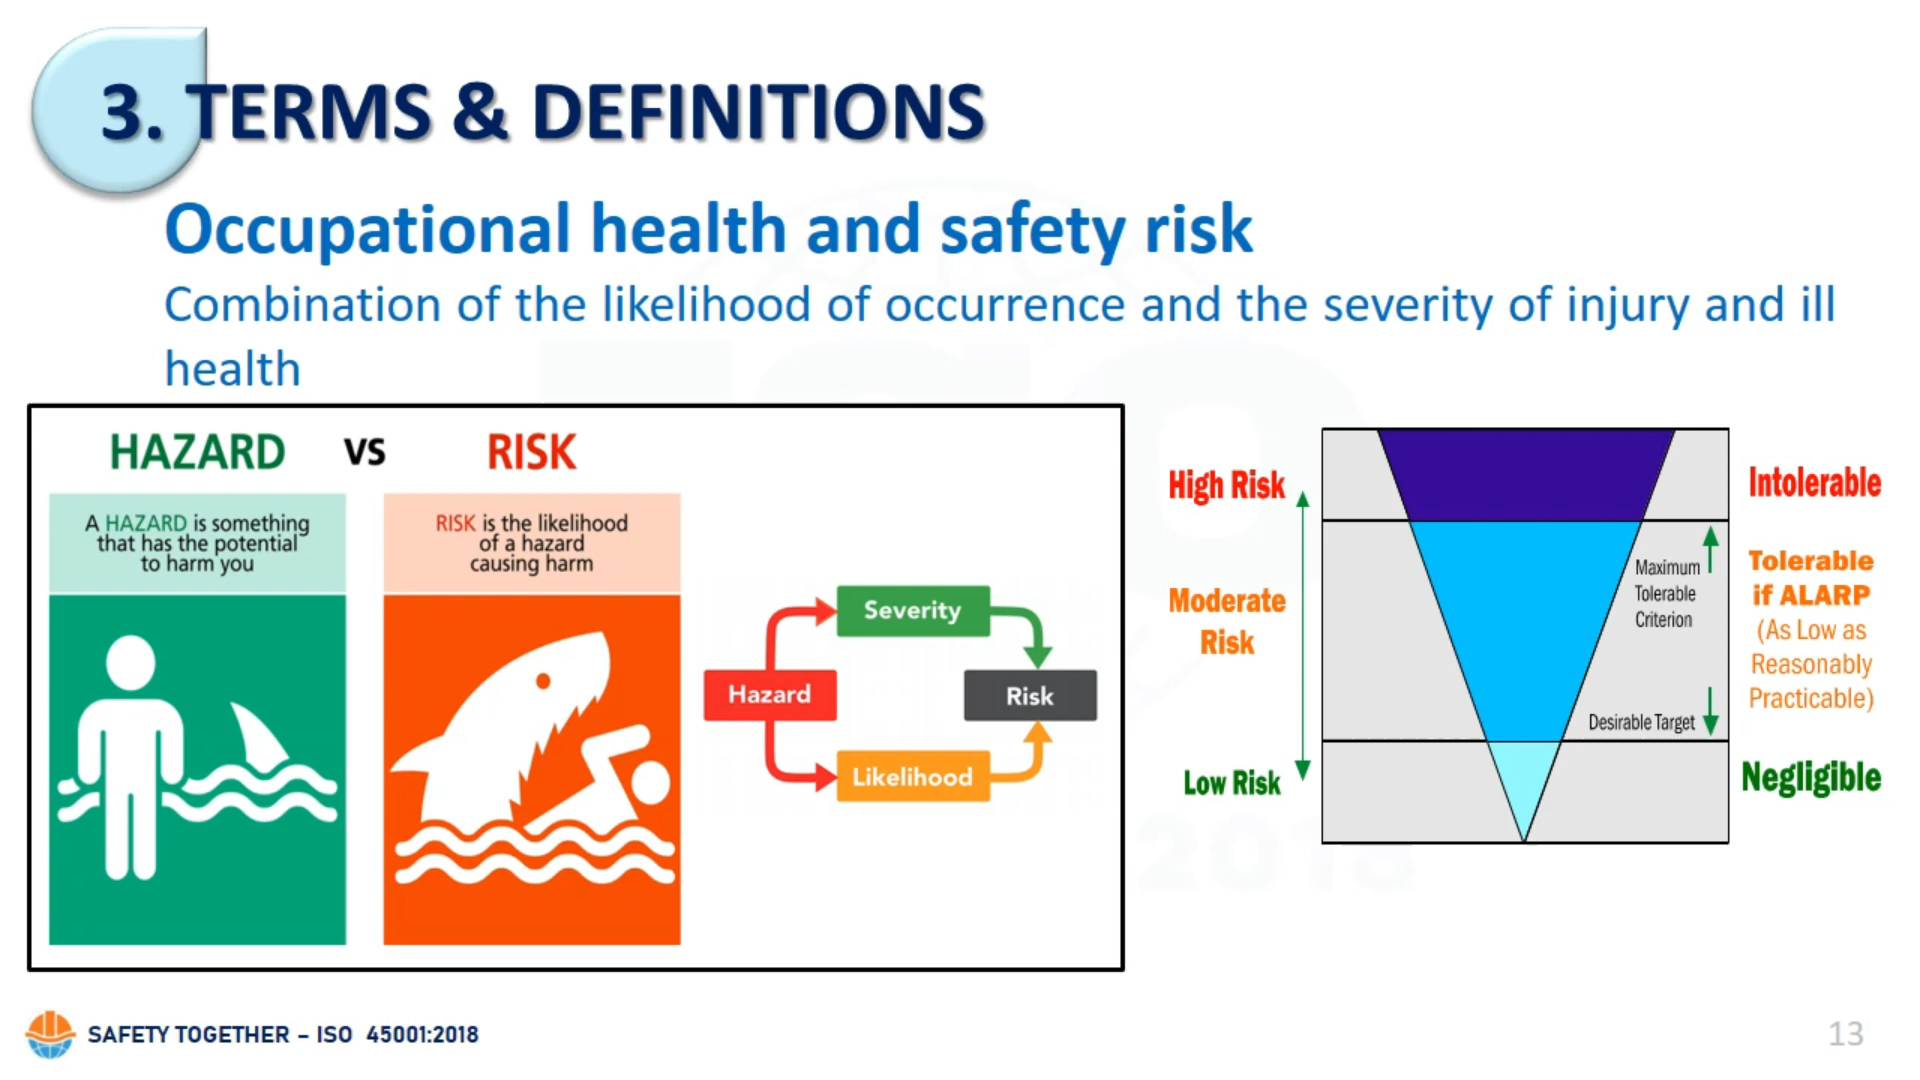 3. TERMS & DEFINITIONS
Occupational health and safety risk
Combination of the likelihood of occurrence and the severity of injury and ill
health
HAZARD VS RISK
A HAZARD is something
that has the potential
to harm you
RISK is the likelihood
of a hazard
causing harm
Severity
Hazard
Risk
Likelihood
High Risk
Moderate
Risk
Low Risk
Maximum
Tolerable
Criterion
Desirable Target
Intolerable
Tolerable
if ALARP
(As Low as
Reasonably
Practicable)
Negligible
2018
SAFETY TOGETHER – ISO 45001:2018
13